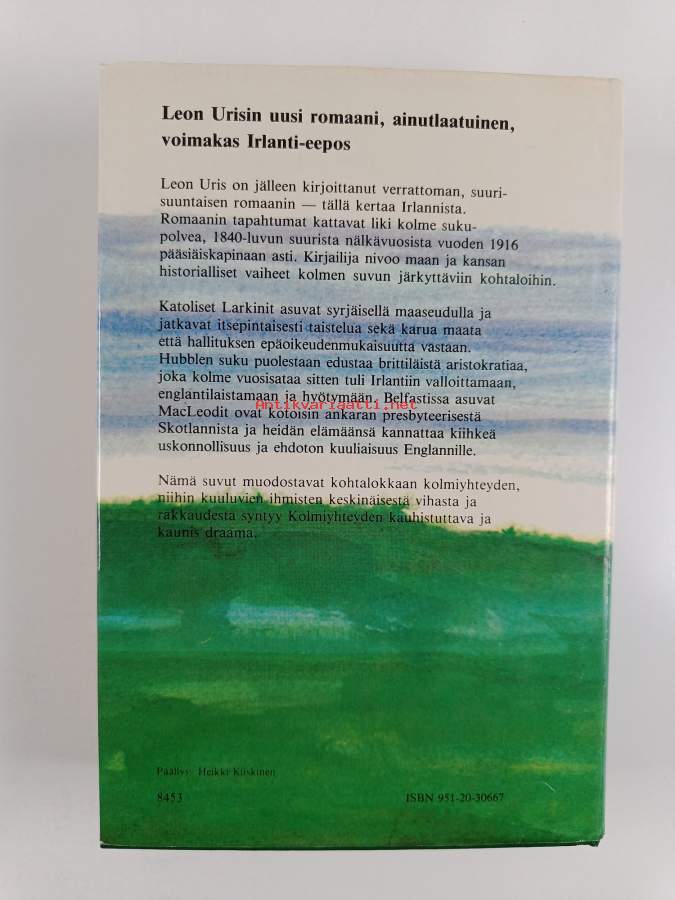 Leon Urisin uusi romaani, ainutlaatuinen,
voimakas Irlanti-eepos
Leon Uris on jälleen kirjoittanut verrattoman, suuri-
suuntaisen romaanin — tällä kertaa Irlannista.
Romaanin tapahtumat kattavat liki kolme suku-
polvea, 1840-luvun suurista nälkävuosista vuoden 1916
pääsiäiskapinaan asti. Kirjailija nivoo maan ja kansan
historialliset vaiheet kolmen suvun järkyttäviin kohtaloihin.
Katoliset Larkinit asuvat syrjäisellä maaseudulla ja
jatkavat itsepintaisesti taistelua sekä karua maata
että hallituksen epäoikeudenmukaisuutta vastaan.
Hubblen suku puolestaan edustaa brittiläistä aristokratiaa,
joka kolme vuosisataa sitten tuli Irlantiin valloittamaan,
englantilaistamaan ja hyötymään. Belfastissa asuvat
Antikvariaatti.net
MacLeodit ovat kotoisin ankaran presbyteerisestä
Skotlannista ja heidän elämäänsä kannattaa kiihkeä
uskonnollisuus ja ehdoton kuuliaisuus Englannille.
Nämä suvut muodostavat kohtalokkaan kolmiyhteyden,
niihin kuuluvien ihmisten keskinäisestä vihasta ja
rakkaudesta syntyy Kolmiyhteyden kauhistuttava ja
kaunis draama.
Päällys: Heikki Kiiskinen
8453
ISBN 951-20-30667